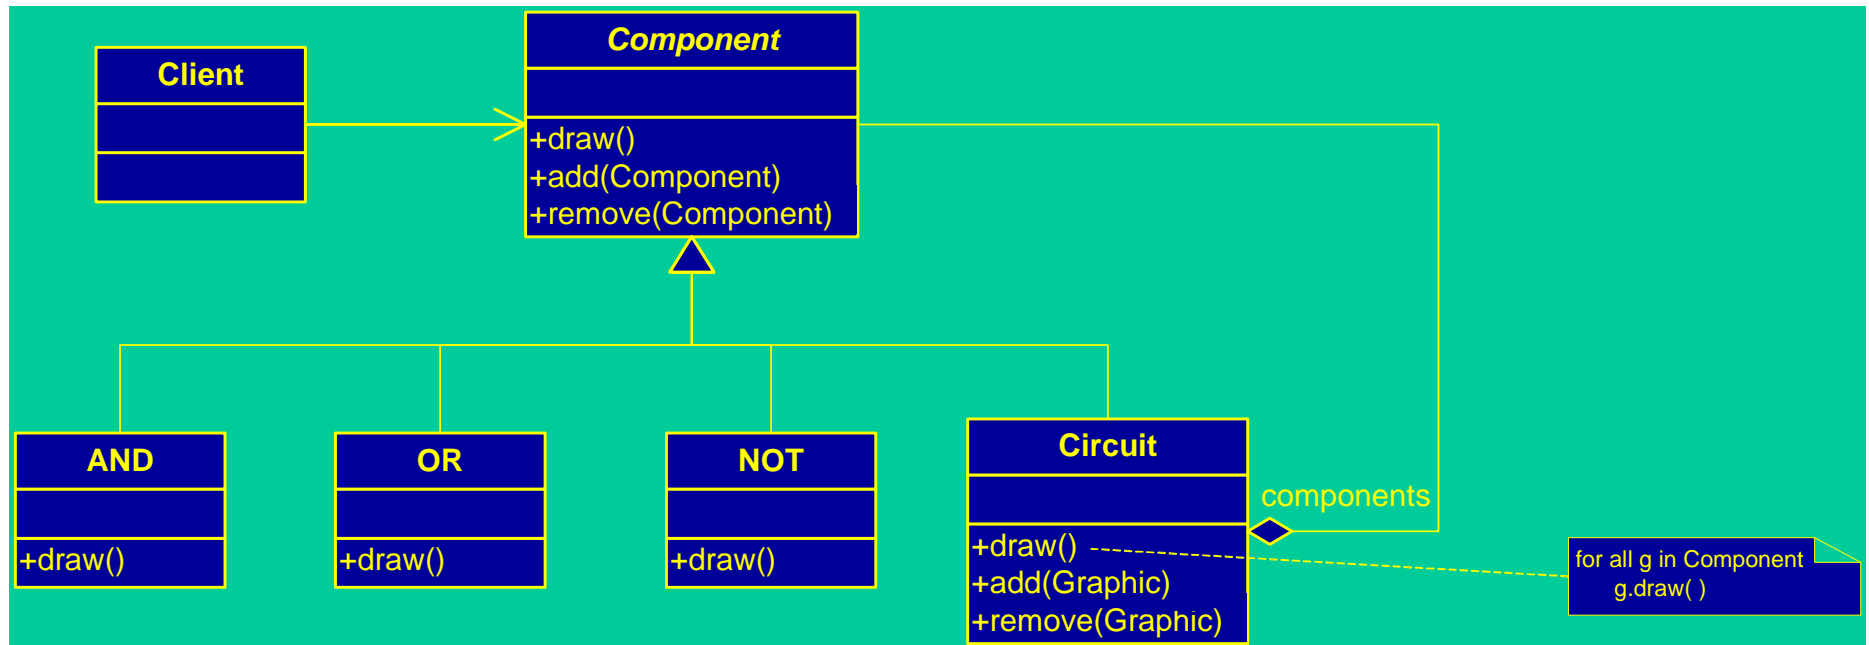 Client
Component
+draw()
+add(Component)
+remove(Component)
AND
+draw()
OR
+draw()
NOT
+draw()
Circuit
+draw()
+add(Graphic)
+remove(Graphic)
components
for all g in Component
g.draw( )